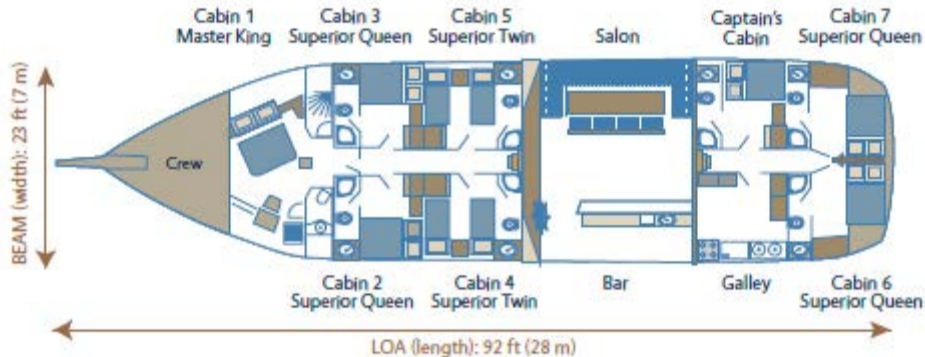 Cabin 1
Master King
Cabin 3
Superior Queen
Cabin 5
Superior Twin
Salon
Captain's
Cabin
Cabin 7
Superior Queen
BEAM (width): 23 ft (7 m)
Crew
Cabin 2
Superior Queen
Cabin 4
Superior Twin
Bar
Galley
Cabin 6
Superior Queen
LOA (length): 92 ft (28 m)